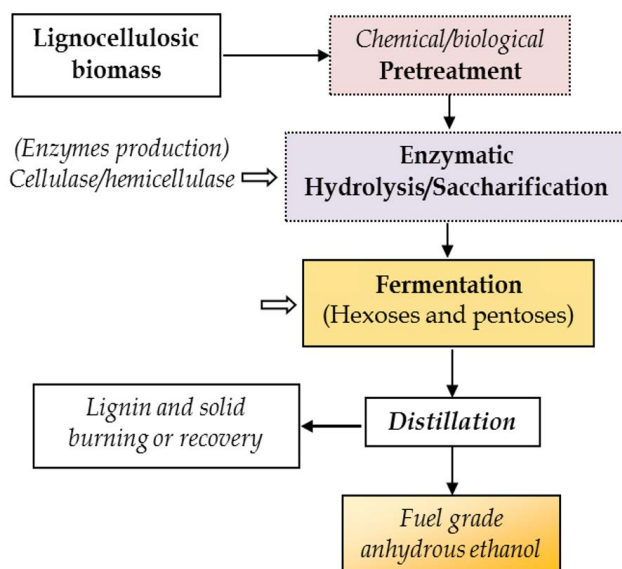 Lignocellulosic
biomass
Chemical/biological
Pretreatment
(Enzymes production)
Cellulase/hemicellulase
Enzymatic
Hydrolysis/Saccharification
Fermentation
(Hexoses and pentoses)
Lignin and solid
burning or recovery
Distillation
Fuel grade
anhydrous ethanol